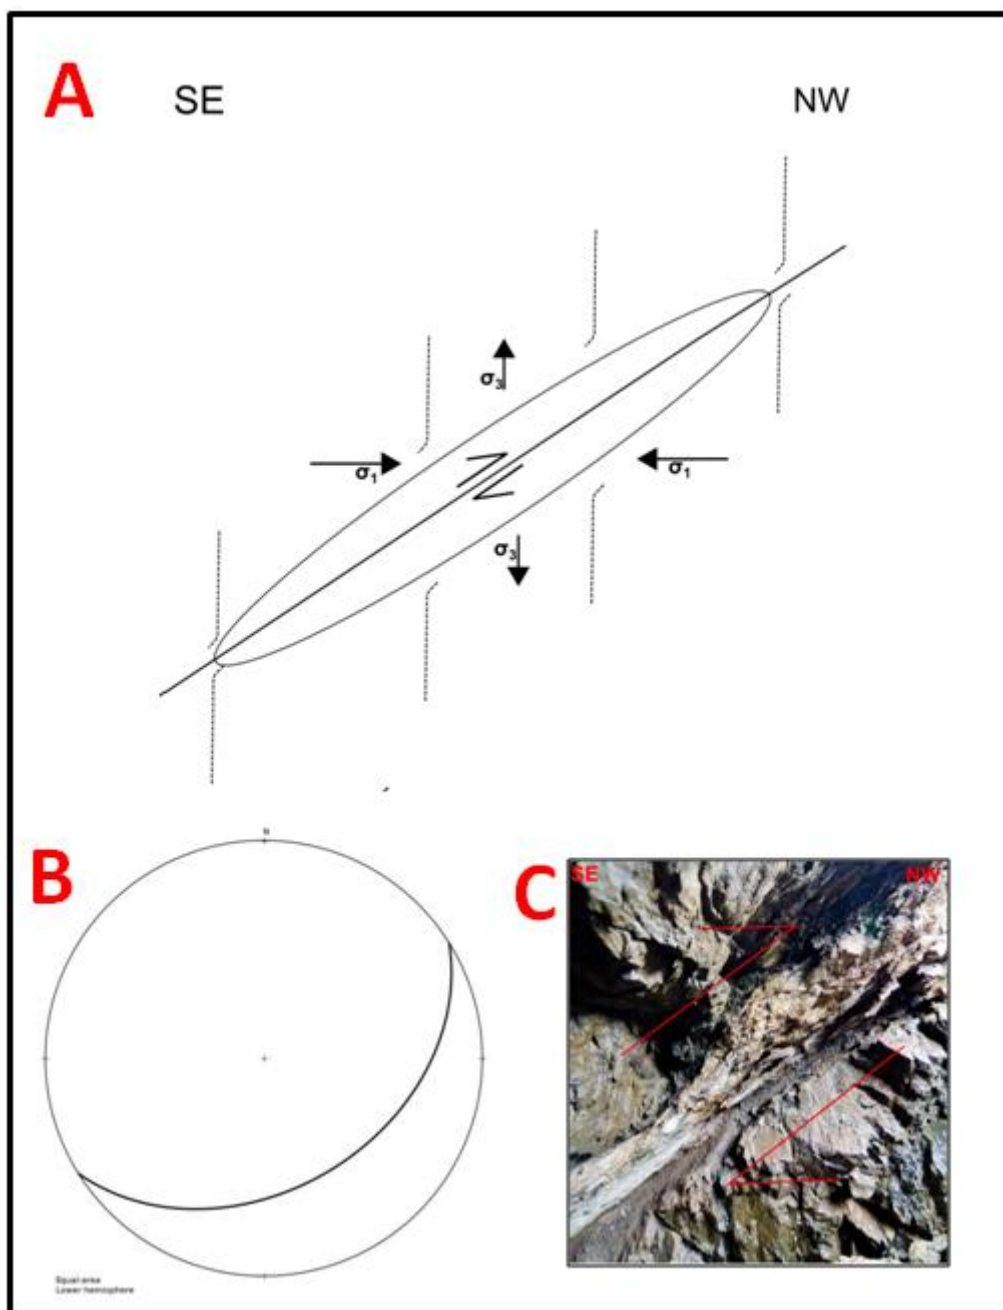 A
SE
NW
σ3
σ1
σ1
σ3
B
N
C
SE
NW
Equal-area
Lower hemisphere